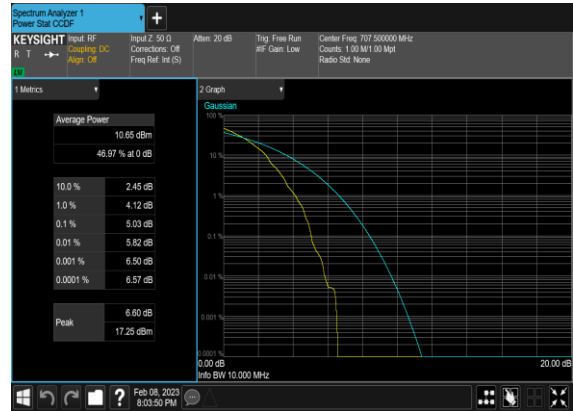 Spectrum Analyzer 1
Power Stat CCDF
KEYSIGHT
R T
LXI
Input: RF
Coupling: DC
Align: Off
Input Z: 50 Ω
Corrections: Off
Freq Ref: Int (S)
Atten: 20 dB
Trig: Free Run
#IF Gain: Low
Center Freq: 707.500000 MHz
Counts: 1.00 M/1.00 Mpt
Radio Std: None
1 Metrics
Average Power
10.65 dBm
46.97 % at 0 dB
10.0 % 2.45 dB
1.0 % 4.12 dB
0.1 % 5.03 dB
0.01 % 5.82 dB
0.001 % 6.50 dB
0.0001 % 6.57 dB
Peak
6.60 dB
17.25 dBm
2 Graph
Gaussian
100 %
10 %
1 %
0.1 %
0.01 %
0.001 %
0.0001 %
0.00 dB 20.00 dB
Info BW 10.000 MHz
?
Feb 08, 2023
8:03:50 PM